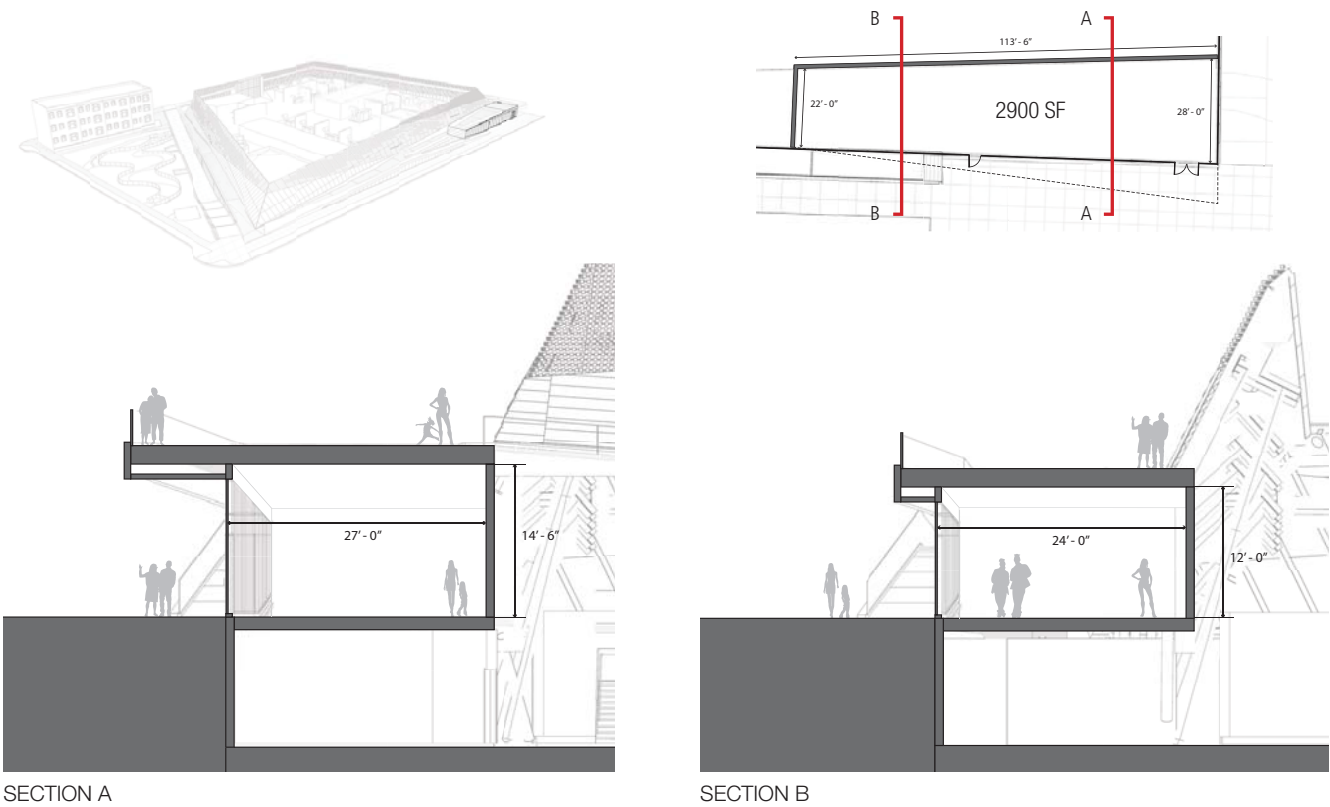 B
A
113’ - 6”
22’ - 0”
2900 SF
28’ - 0”
B
A
27’ - 0”
14’ - 6”
24’ - 0”
12’ - 0”
SECTION A
SECTION B